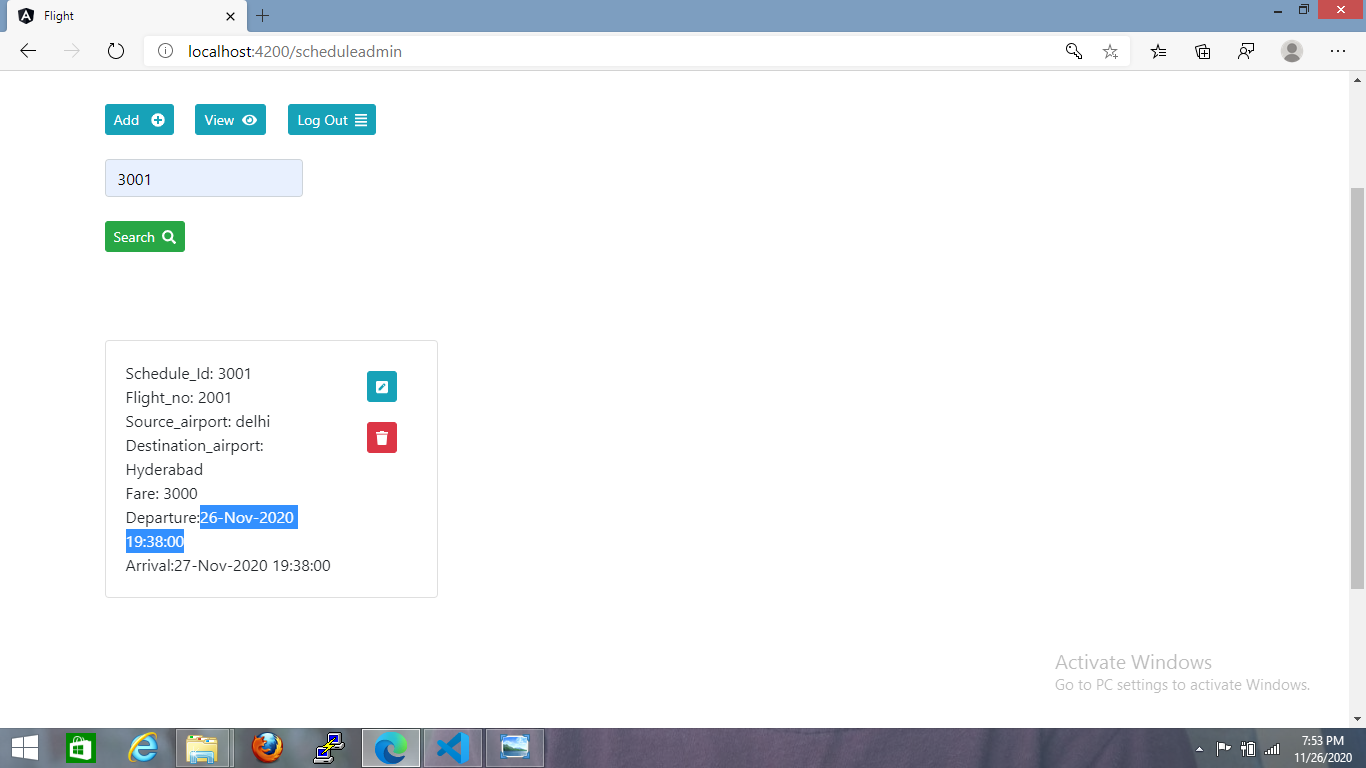 Flight
localhost:4200/scheduleadmin
Add
View
Log Out
3001
Search
Schedule_Id: 3001
Flight_no: 2001
Source_airport: delhi
Destination_airport:
Hyderabad
Fare: 3000
Departure:26-Nov-2020
19:38:00
Arrival:27-Nov-2020 19:38:00
Activate Windows
Go to PC settings to activate Windows.
7:53 PM
11/26/2020